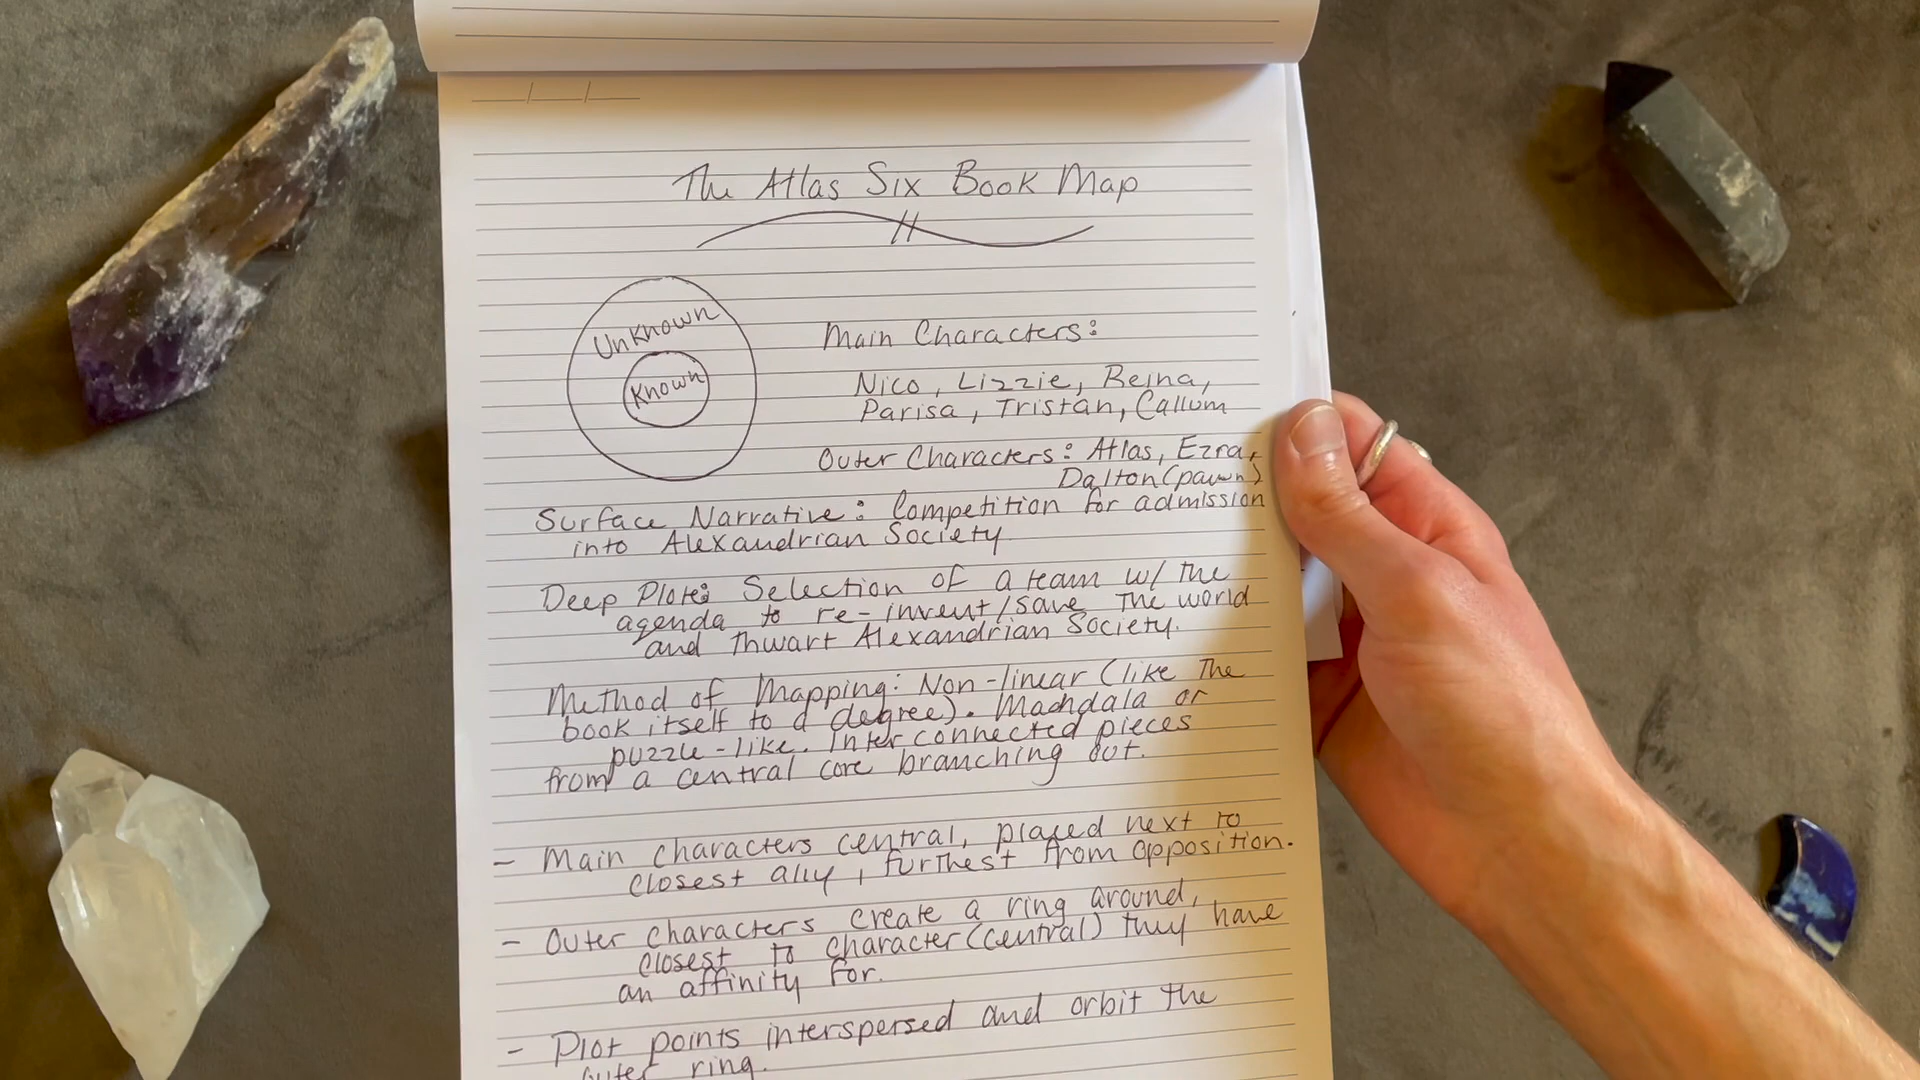 The Atlas Six Book Map
Unknown
Known
Main Characters:
Nico, Lizzie, Reina,
Parisa, Tristan, Callum
Outer Characters: Atlas, Ezra,
Dalton (pawn)
Surface Narrative: Competition for admission
into Alexandrian Society
Deep Plot: Selection of a team w/ the
agenda to re-invent/save the world
and thwart Alexandrian Society.
Method of Mapping: Non-linear (like the
book itself to a degree). Machdala or
puzzle-like. Inter connected pieces
from a central core branching out.
- Main characters central, placed next to
closest ally, furthest from opposition.
- Outer characters create a ring around,
closest to character (central) they have
an affinity for.
- Plot points interspersed and orbit the
outer ring.